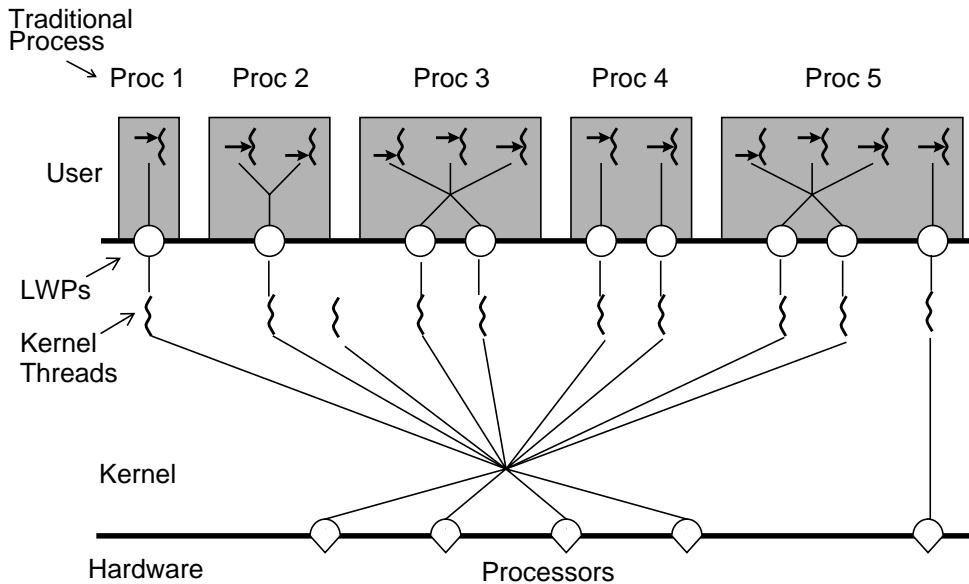 Traditional
Process
Proc 1
Proc 2
Proc 3
Proc 4
Proc 5
User
LWPs
Kernel
Threads
Kernel
Hardware
Processors